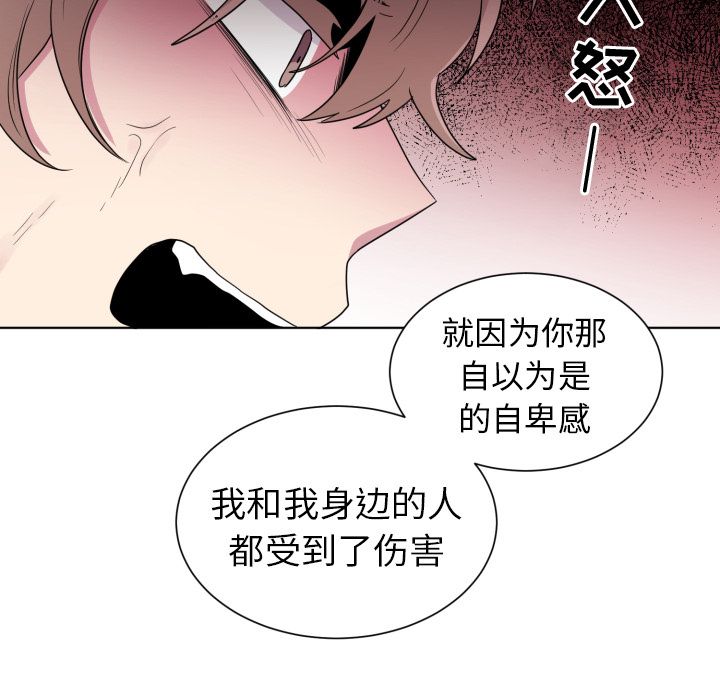 怒—
就因为你那
自以为是
的自卑感
我和我身边的人
都受到了伤害